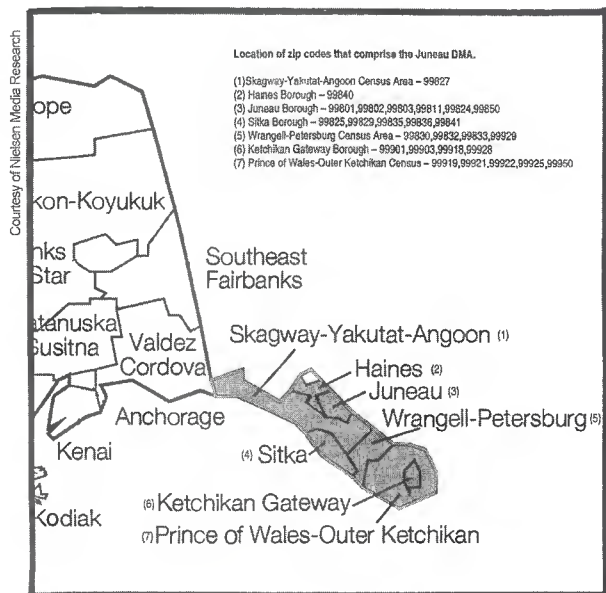 Courtesy of Nielsen Media Research
Location of zip codes that comprise the Juneau DMA.
(1)Skagway-Yakutat-Angoon Census Area – 99827
(2) Haines Borough – 99840
(3) Juneau Borough – 99801,99802,99803,99811,99824,99850
(4) Sitka Borough – 99825,99829,99835,99836,99841
(5) Wrangell-Petersburg Census Area – 99830,99832,99833,99929
(6) Ketchikan Gateway Borough – 99901,99903,99918,99928
(7) Prince of Wales-Outer Ketchikan Census – 99919,99921,99922,99925,99950
ope
kon-Koyukuk
nks
Star
Southeast
Fairbanks
atanuska
Susitna
Valdez
Cordova
Skagway-Yakutat-Angoon (1)
Haines (2)
Juneau (3)
Anchorage
Wrangell-Petersburg (5)
Kenai
(4) Sitka
(6) Ketchikan Gateway
Kodiak
(7) Prince of Wales-Outer Ketchikan